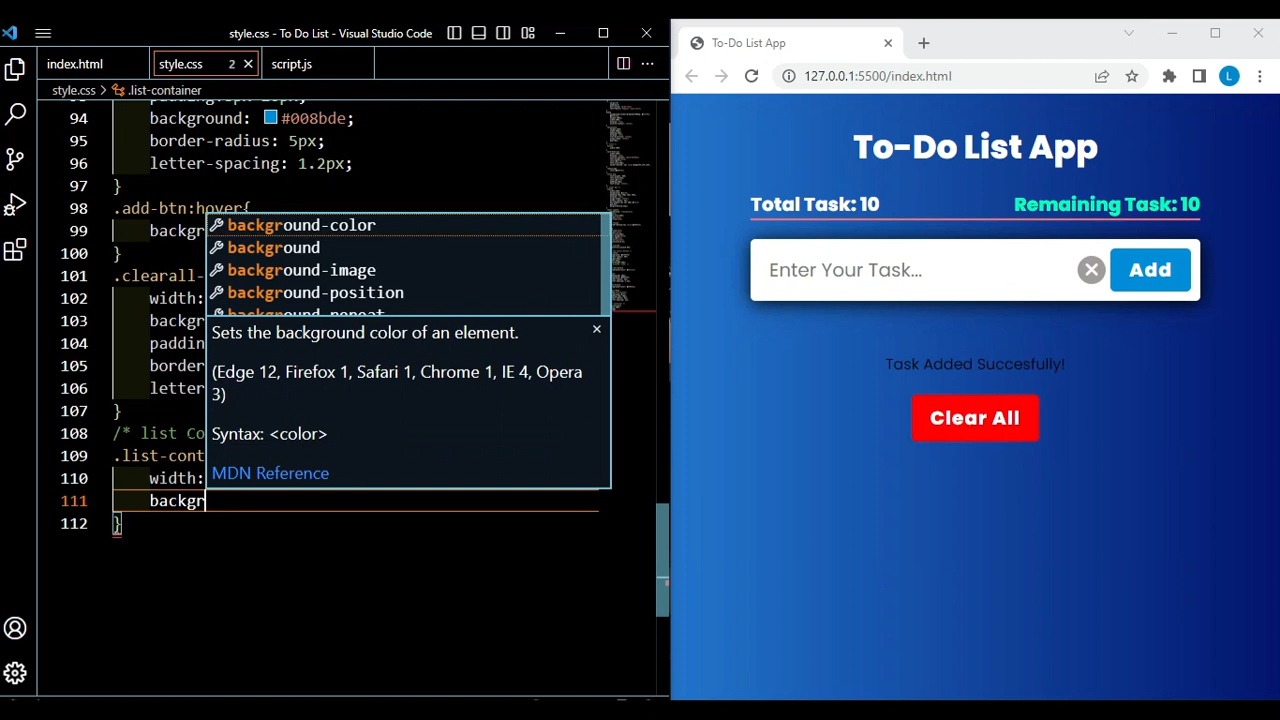 style.css - To Do List - Visual Studio Code
index.html
style.css 2
script.js
style.css > .list-container
94 background: #008bde;
95 border-radius: 5px;
96 letter-spacing: 1.2px;
97 }
98 .add-btn:hover{
99 backgr
100 }
101 .clearall-
102 width:
103 backgr
104 paddin
105 border
106 letter
107 }
108 /* list Co
109 .list-cont
110 width:
111 backgr
112 }
background-color
background
background-image
background-position
background-repeat
Sets the background color of an element.
(Edge 12, Firefox 1, Safari 1, Chrome 1, IE 4, Opera
3)
Syntax: <color>
MDN Reference
To-Do List App
127.0.0.1:5500/index.html
L
To-Do List App
Total Task: 10 Remaining Task: 10
Enter Your Task... Add
Task Added Succesfully!
Clear All